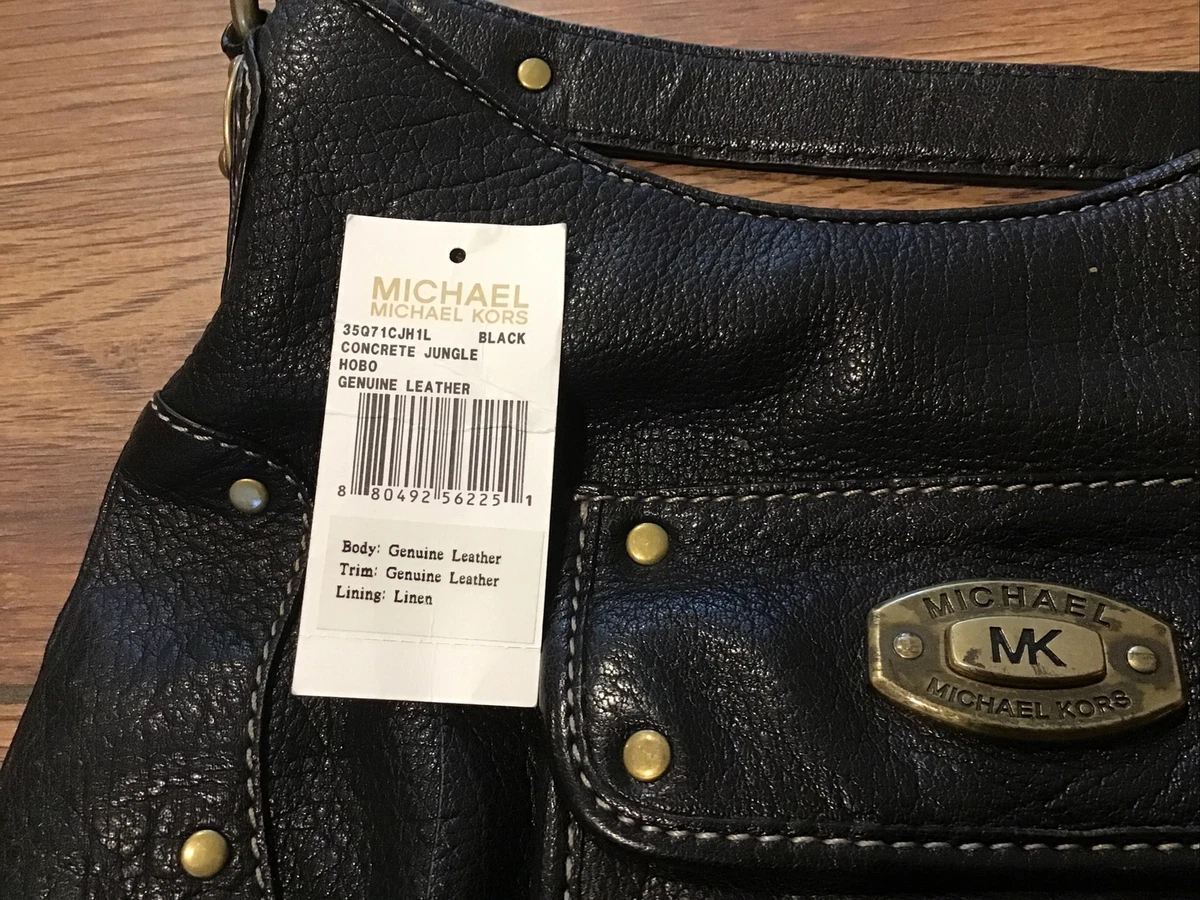 MICHAEL
MICHAEL KORS
35Q71CJH1L BLACK
CONCRETE JUNGLE
HOBO
GENUINE LEATHER
8 80492 56225 1
Body: Genuine Leather
Trim: Genuine Leather
Lining: Linen
MICHAEL
MK
MICHAEL KORS